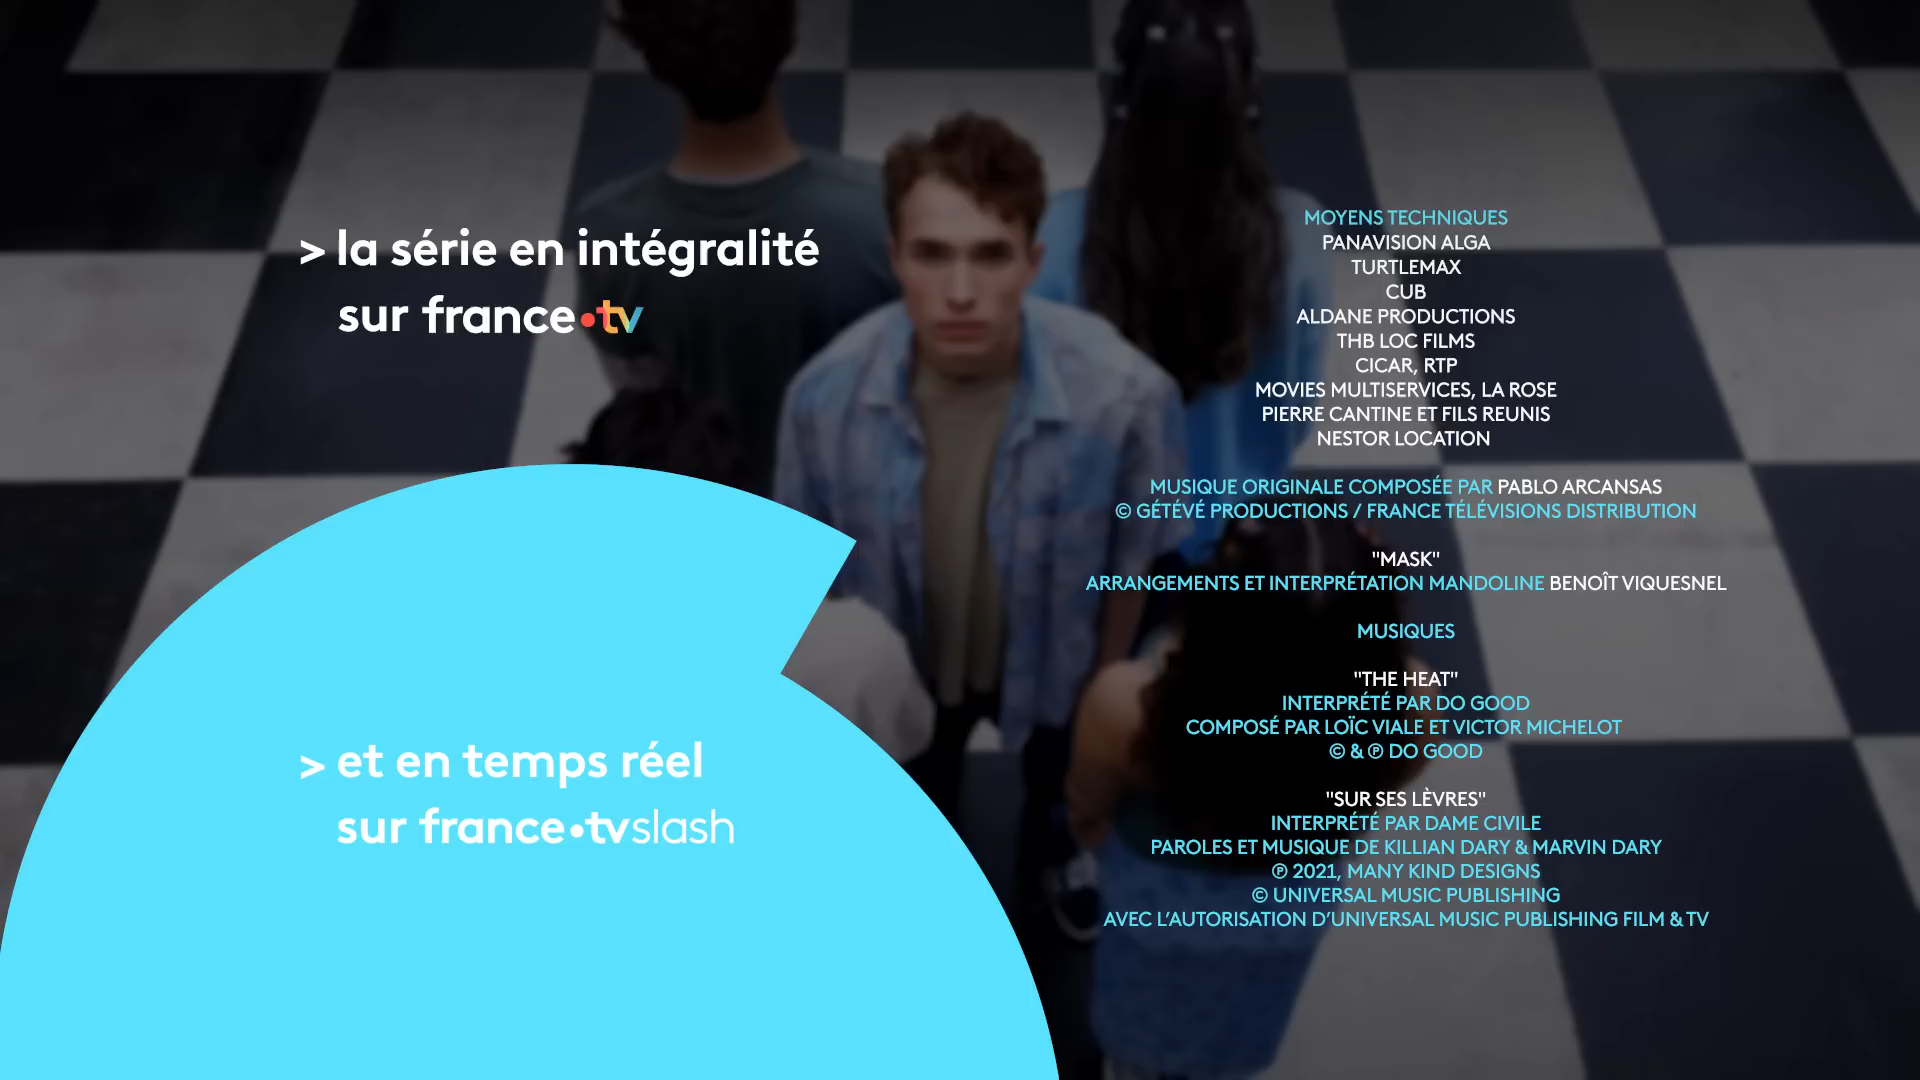 > la série en intégralité
sur france•tv
> et en temps réel
sur france•tvslash
MOYENS TECHNIQUES
PANAVISION ALGA
TURTLEMAX
CUB
ALDANE PRODUCTIONS
THB LOC FILMS
CICAR, RTP
MOVIES MULTISERVICES, LA ROSE
PIERRE CANTINE ET FILS REUNIS
NESTOR LOCATION
MUSIQUE ORIGINALE COMPOSÉE PAR PABLO ARCANSAS
© GÉTÉVÉ PRODUCTIONS / FRANCE TÉLÉVISIONS DISTRIBUTION
"MASK"
ARRANGEMENTS ET INTERPRÉTATION MANDOLINE BENOÎT VIQUESNEL
MUSIQUES
"THE HEAT"
INTERPRÉTÉ PAR DO GOOD
COMPOSÉ PAR LOÏC VIALE ET VICTOR MICHELOT
© & ℗ DO GOOD
"SUR SES LÈVRES"
INTERPRÉTÉ PAR DAME CIVILE
PAROLES ET MUSIQUE DE KILLIAN DARY & MARVIN DARY
℗ 2021, MANY KIND DESIGNS
© UNIVERSAL MUSIC PUBLISHING
AVEC L'AUTORISATION D'UNIVERSAL MUSIC PUBLISHING FILM & TV